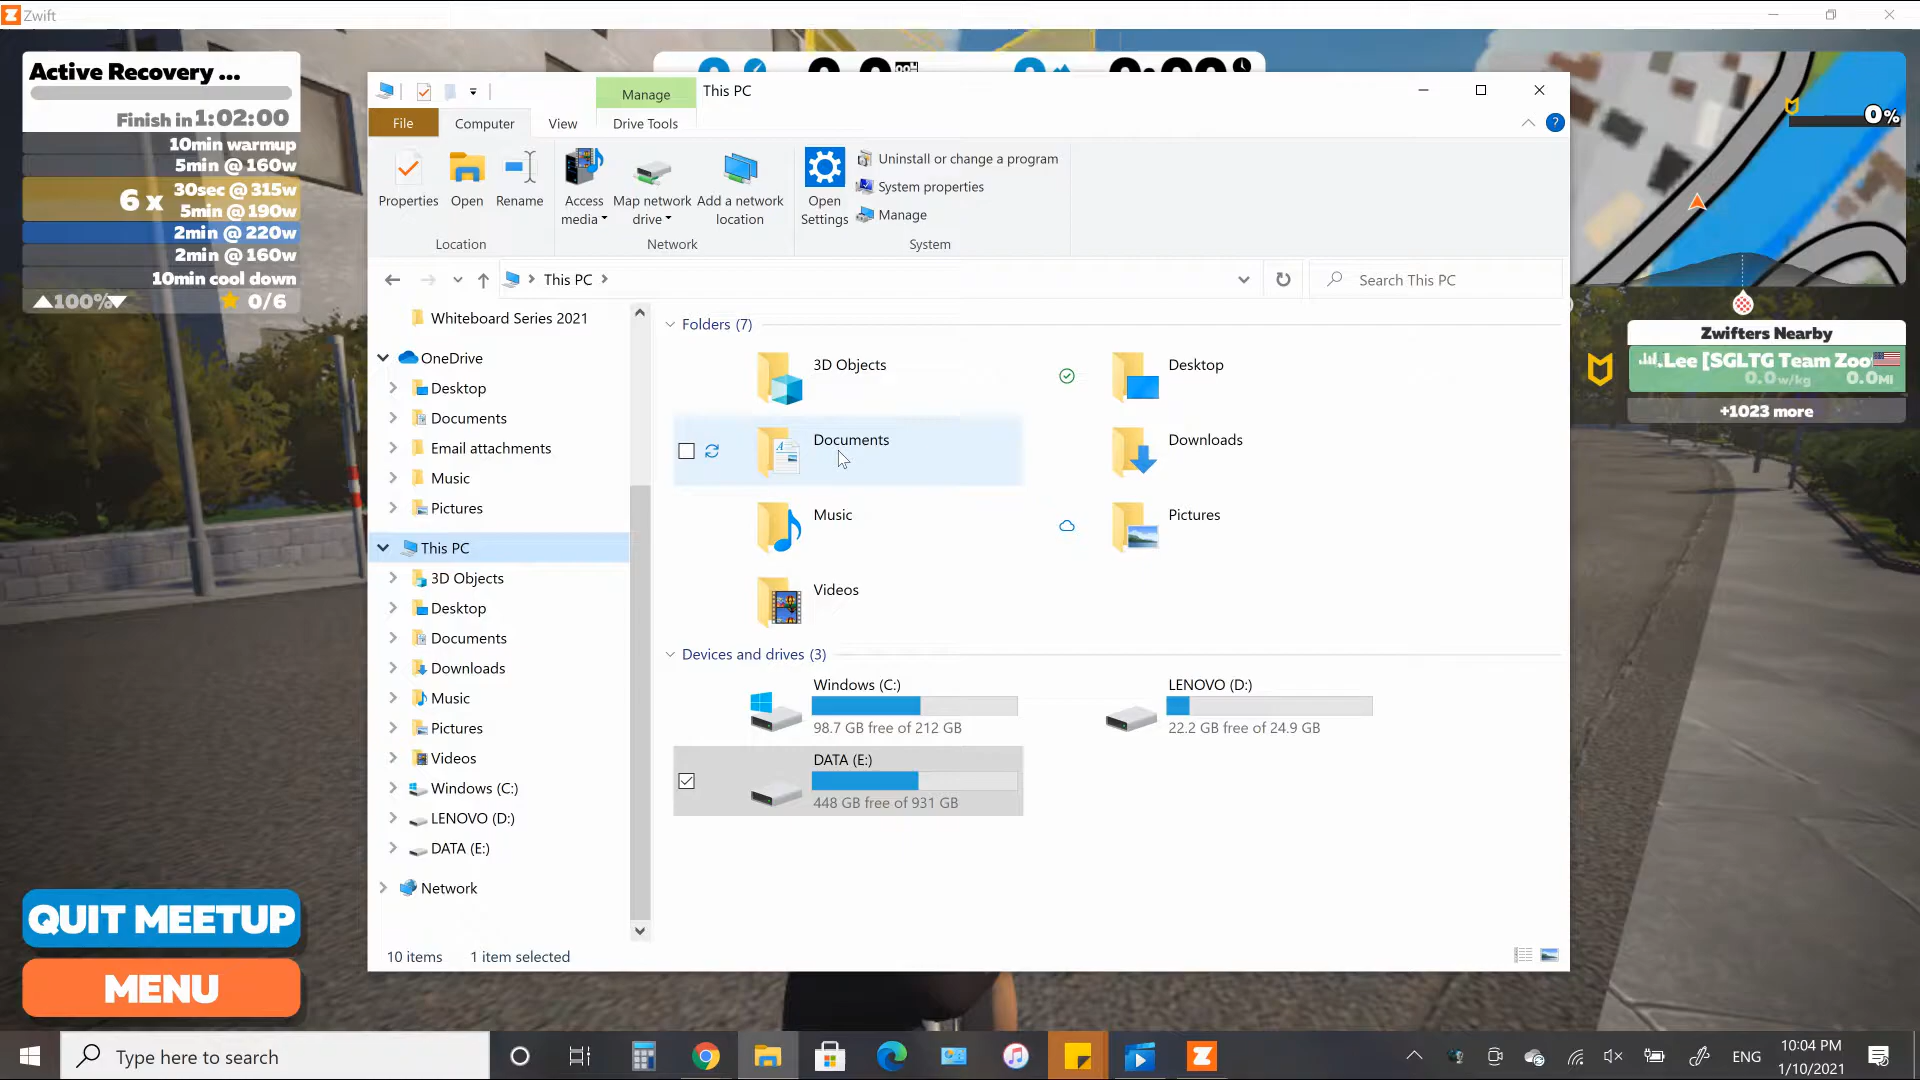 Zwift
Active Recovery ...
Finish in 1:02:00
10min warmup
5min @ 160w
6 x
30sec @ 315w
5min @ 190w
2min @ 220w
2min @ 160w
10min cool down
100%
0/6
QUIT MEETUP
MENU
Manage
This PC
File
Computer
View
Drive Tools
Properties
Open
Rename
Access media
Map network drive
Add a network location
Open Settings
Uninstall or change a program
System properties
Manage
Location
Network
System
This PC
Search This PC
Whiteboard Series 2021
OneDrive
Desktop
Documents
Email attachments
Music
Pictures
This PC
3D Objects
Desktop
Documents
Downloads
Music
Pictures
Videos
Windows (C:)
LENOVO (D:)
DATA (E:)
Network
Folders (7)
3D Objects
Desktop
Documents
Downloads
Music
Pictures
Videos
Devices and drives (3)
Windows (C:)
98.7 GB free of 212 GB
LENOVO (D:)
22.2 GB free of 24.9 GB
DATA (E:)
448 GB free of 931 GB
10 items
1 item selected
0%
Zwifters Nearby
.Lee [SGLTG Team Zoo
0.0w/kg
0.0MI
+1023 more
Type here to search
ENG
10:04 PM
1/10/2021